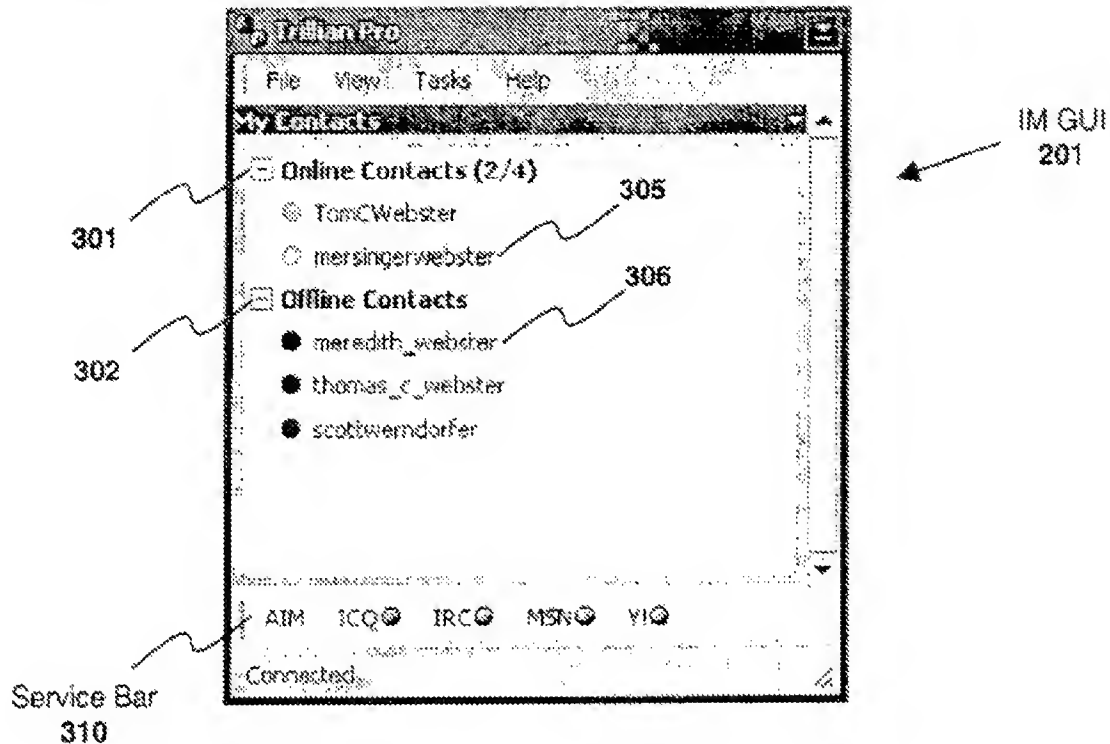 Trillian Pro
File View Tasks Help
My Contacts
IM GUI
201
Online Contacts (2/4)
301
305
TomCWebster
mersingerwebster
306
Offline Contacts
302
meredith_webster
thomas_c_webster
scottwerndorfer
AIM ICQ IRC MSN Y!
Connected
Service Bar
310